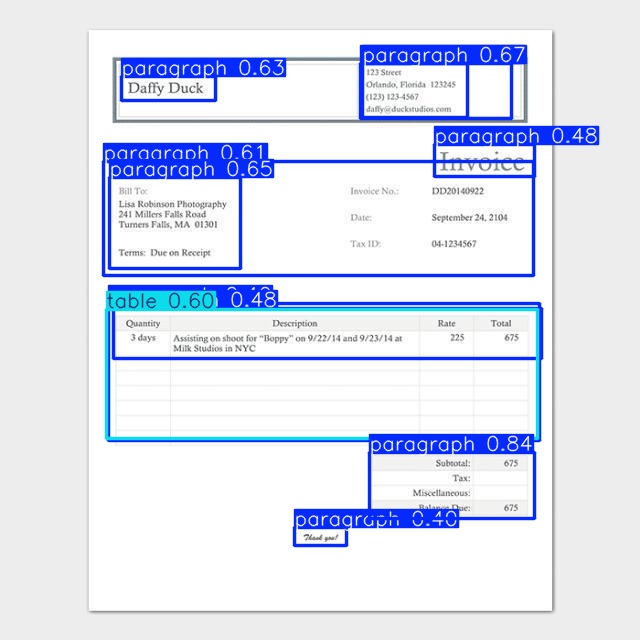 paragraph 0.63
Daffy Duck
paragraph 0.67
123 Street
Orlando, Florida 123245
(123) 123-4567
daffy@duckstudios.com
paragraph 0.48
Invoice
paragraph 0.61
paragraph 0.65
Bill To:
Lisa Robinson Photography
241 Millers Falls Road
Turners Falls, MA 01301
Terms: Due on Receipt
Invoice No.: DD20140922
Date: September 24, 2104
Tax ID: 04-1234567
table 0.60 0.48
Quantity Description Rate Total
3 days Assisting on shoot for “Boppy” on 9/22/14 and 9/23/14 at 225 675
Milk Studios in NYC
paragraph 0.84
Subtotal: 675
Tax:
Miscellaneous:
Balance Due: 675
paragraph 0.40
Thank you!